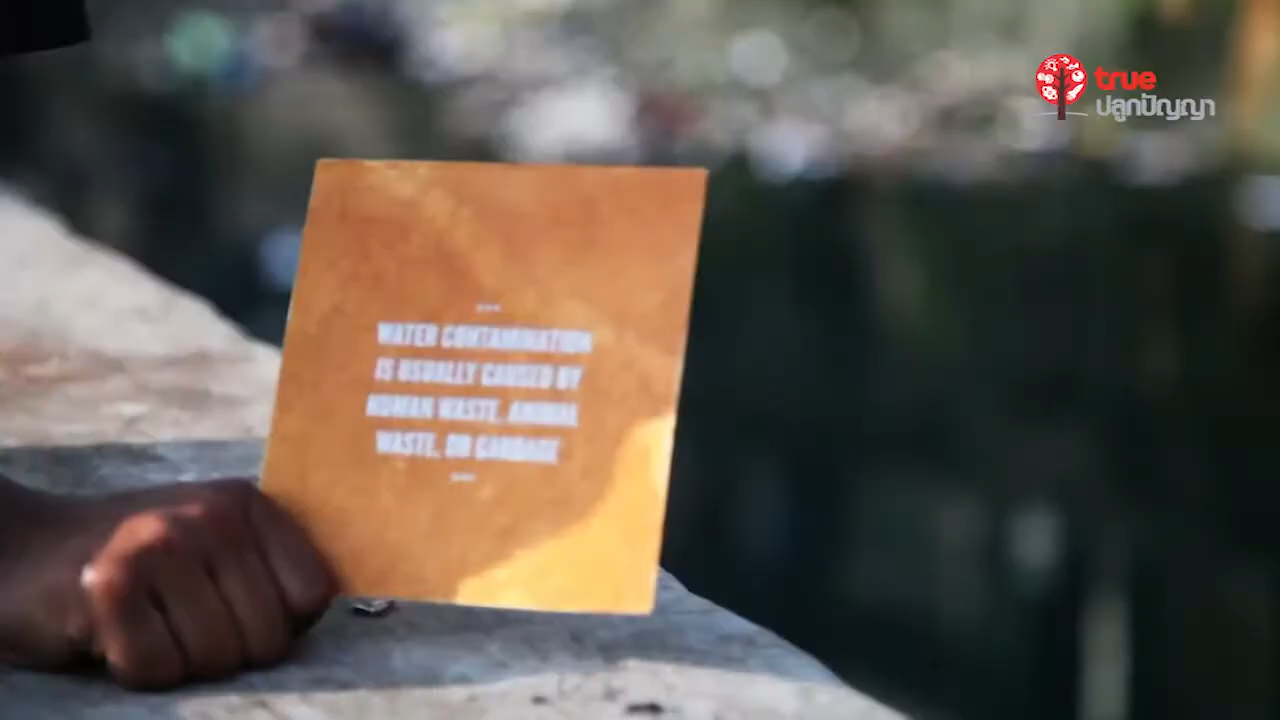 true
ปลูกปัญญา
WATER CONTAMINATION
IS USUALLY CAUSED BY
HUMAN WASTE, ANIMAL
WASTE, OR GARBAGE